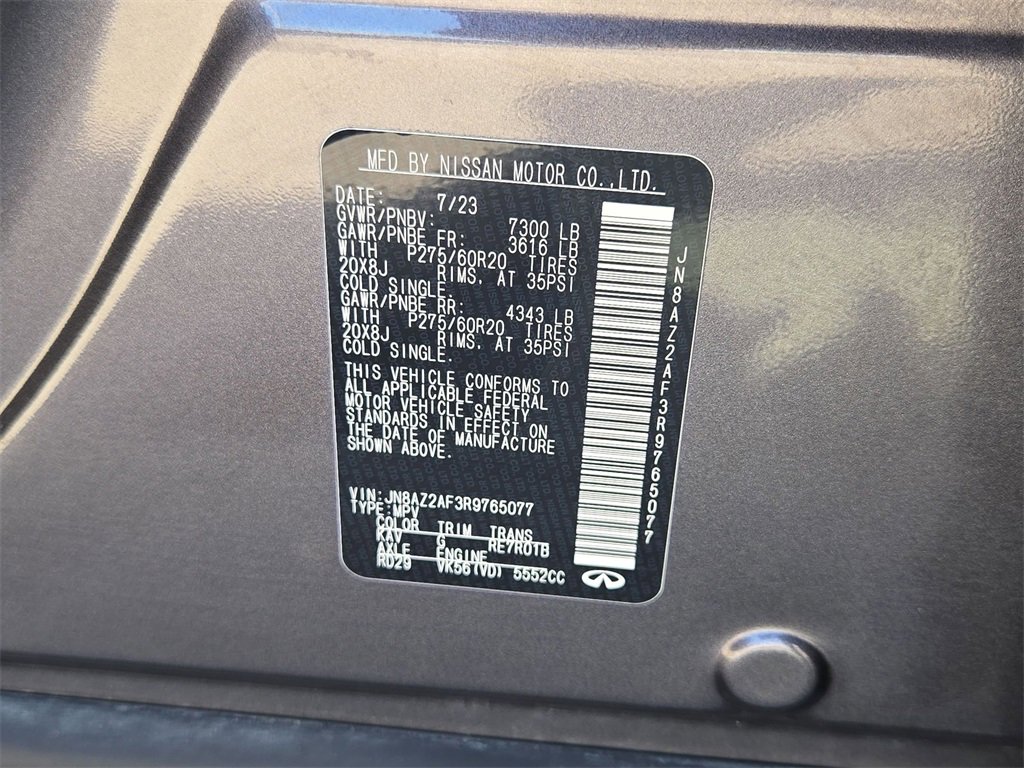 MFD BY NISSAN MOTOR CO.,LTD.
DATE: 7/23
GVWR/PNBV: 7300 LB
GAWR/PNBE FR: 3616 LB
WITH P275/60R20 TIRES
20X8J RIMS, AT 35PSI
COLD SINGLE.
GAWR/PNBE RR: 4343 LB
WITH P275/60R20 TIRES
20X8J RIMS, AT 35PSI
COLD SINGLE.
THIS VEHICLE CONFORMS TO
ALL APPLICABLE FEDERAL
MOTOR VEHICLE SAFETY
STANDARDS IN EFFECT ON
THE DATE OF MANUFACTURE
SHOWN ABOVE.
VIN:JN8AZ2AF3R9765077
TYPE:MPV
COLOR TRIM TRANS
KAV G RE7R01B
AXLE ENGINE
RD29 VK56(VD) 5552CC
JN8AZ2AF3R9765077